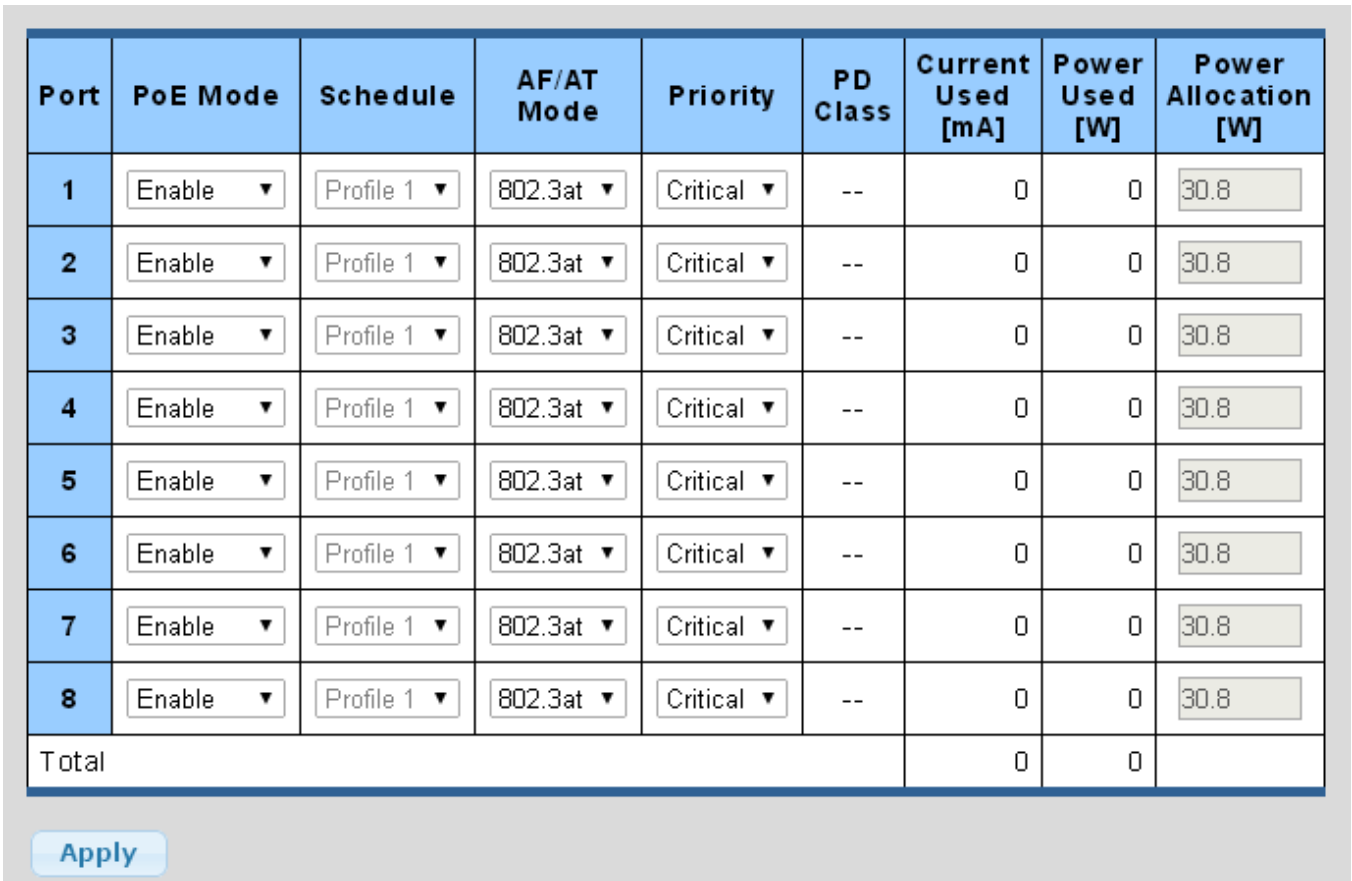 Port PoE Mode Schedule AF/AT Mode Priority PD Class Current Used [mA] Power Used [W] Power Allocation [W]
1 Enable Profile 1 802.3at Critical -- 0 0 30.8
2 Enable Profile 1 802.3at Critical -- 0 0 30.8
3 Enable Profile 1 802.3at Critical -- 0 0 30.8
4 Enable Profile 1 802.3at Critical -- 0 0 30.8
5 Enable Profile 1 802.3at Critical -- 0 0 30.8
6 Enable Profile 1 802.3at Critical -- 0 0 30.8
7 Enable Profile 1 802.3at Critical -- 0 0 30.8
8 Enable Profile 1 802.3at Critical -- 0 0 30.8
Total 0 0
Apply